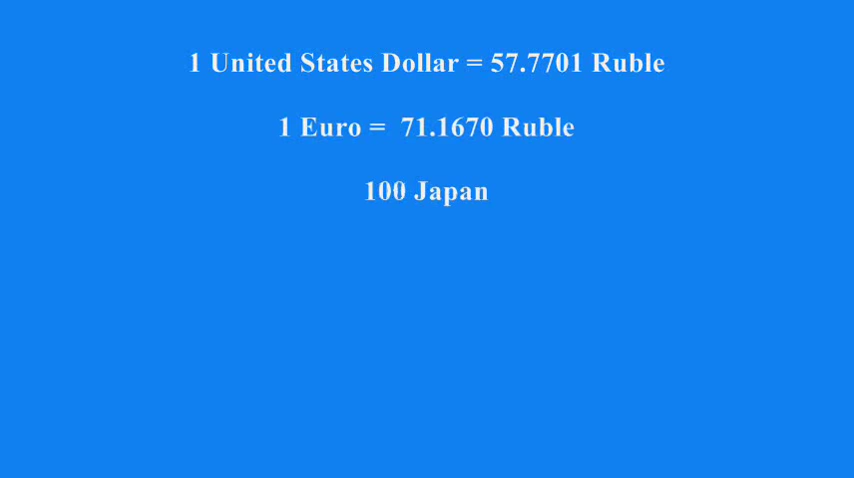 1 United States Dollar = 57.7701 Ruble
1 Euro = 71.1670 Ruble
100 Japan